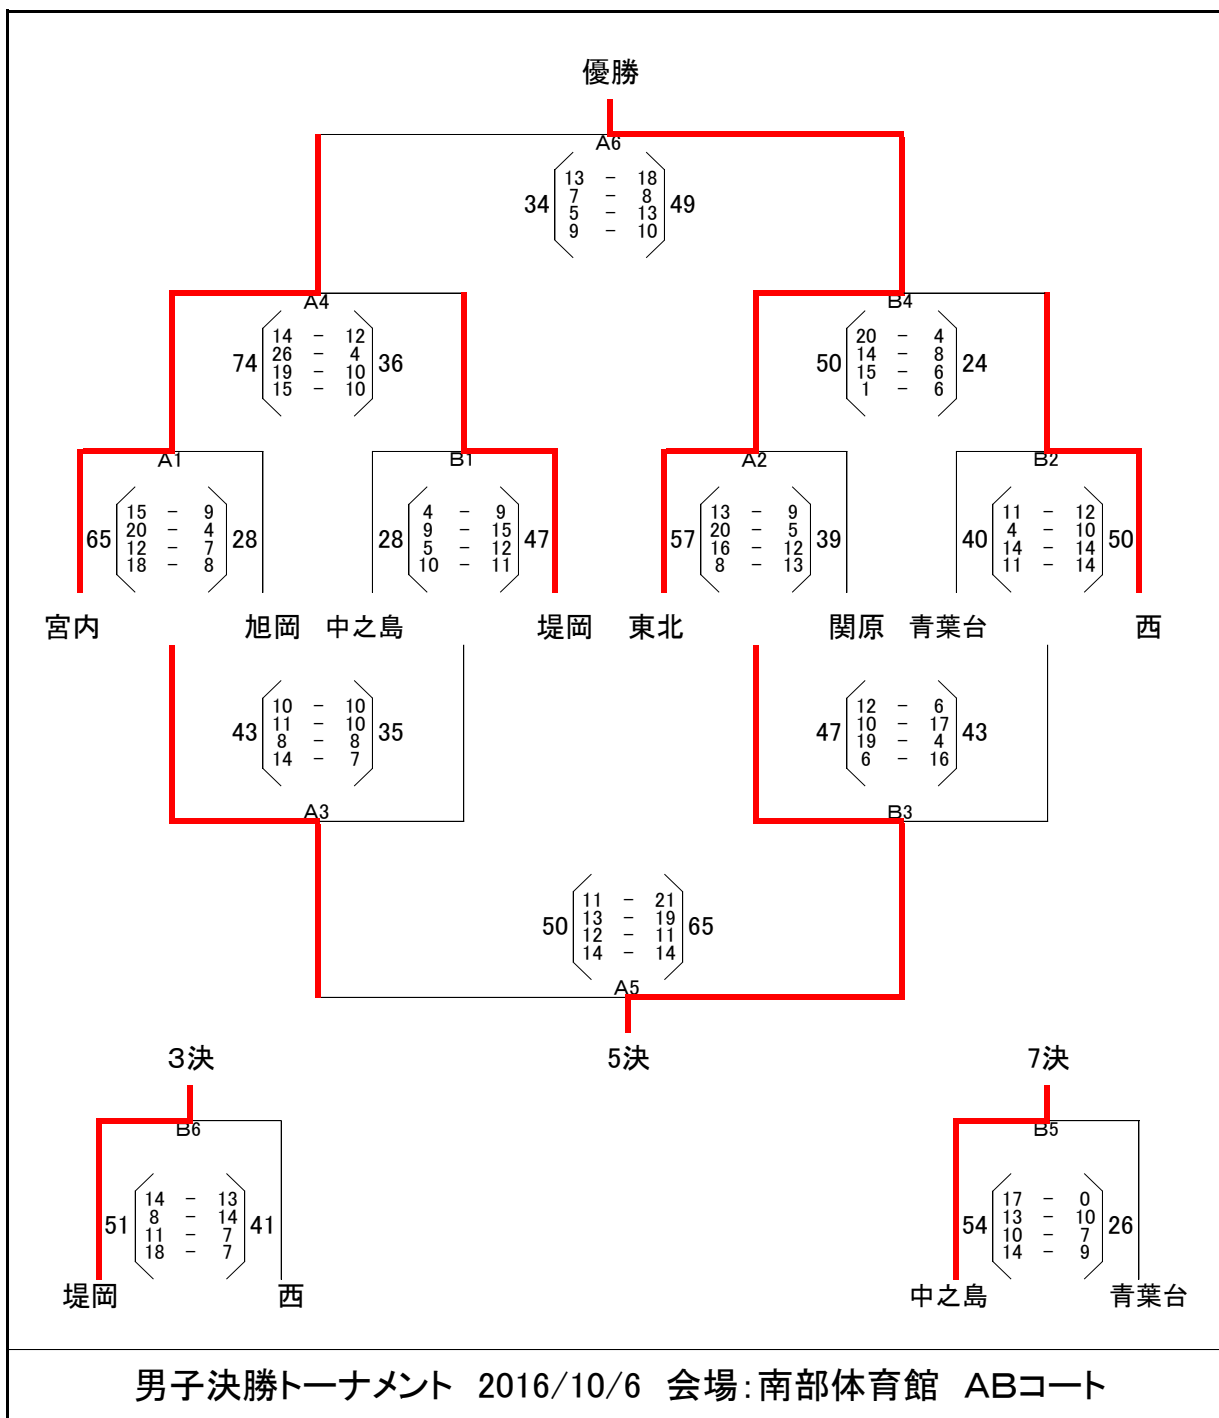 優勝
A6
34 13 - 18 49
7 - 8
5 - 13
9 - 10
A4
74 14 - 12 36
26 - 4
19 - 10
15 - 10
B4
50 20 - 4 24
14 - 8
15 - 6
1 - 6
A1
65 15 - 9 28
20 - 4
12 - 7
18 - 8
B1
28 4 - 9 47
9 - 15
5 - 12
10 - 11
A2
57 13 - 9 39
20 - 5
16 - 12
8 - 13
B2
40 11 - 12 50
4 - 10
14 - 14
11 - 14
宮内 旭岡 中之島 堤岡 東北 関原 青葉台 西
43 10 - 10 35
11 - 10
8 - 8
14 - 7
A3
47 12 - 6 43
10 - 17
19 - 4
6 - 16
B3
50 11 - 21 65
13 - 19
12 - 11
14 - 14
A5
3決 5決 7決
B6
51 14 - 13 41
8 - 14
11 - 7
18 - 7
堤岡 西
B5
54 17 - 0 26
13 - 10
10 - 7
14 - 9
中之島 青葉台
男子決勝トーナメント 2016/10/6 会場:南部体育館 ABコート